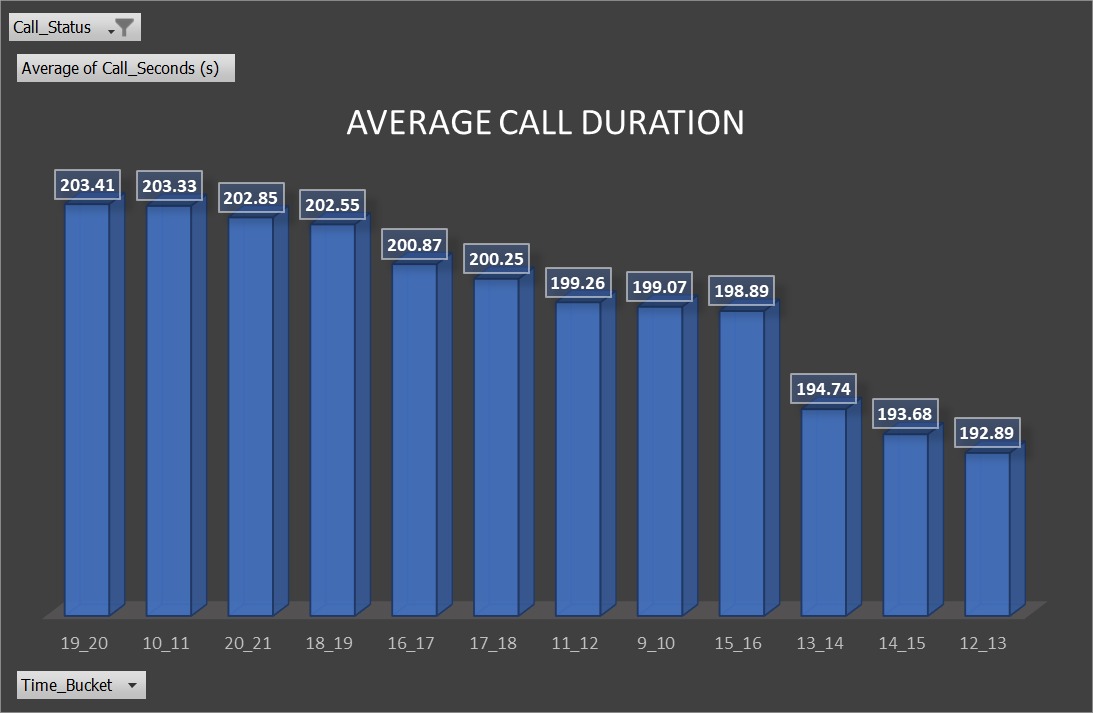 Call_Status
Average of Call_Seconds (s)
AVERAGE CALL DURATION
203.41 203.33 202.85 202.55 200.87 200.25 199.26 199.07 198.89 194.74 193.68 192.89
19_20 10_11 20_21 18_19 16_17 17_18 11_12 9_10 15_16 13_14 14_15 12_13
Time_Bucket